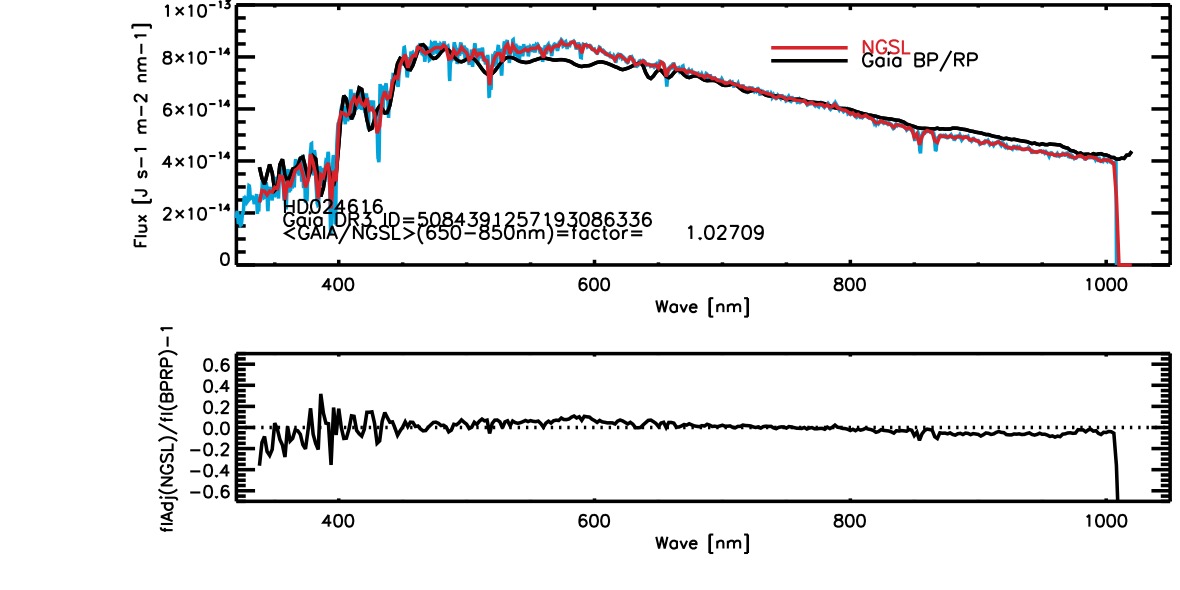 1×10−13
8×10−14
6×10−14
4×10−14
2×10−14
0
Flux [J s−1 m−2 nm−1]
NGSL
Gaia BP/RP
HD024616
Gaia DR3 ID=5084391257193086336
<GAIA/NGSL>(650−850nm)=factor= 1.02709
400 600 800 1000
Wave [nm]
flAdj(NGSL)/fl(BPRP)−1
0.6
0.4
0.2
0.0
−0.2
−0.4
−0.6
400 600 800 1000
Wave [nm]